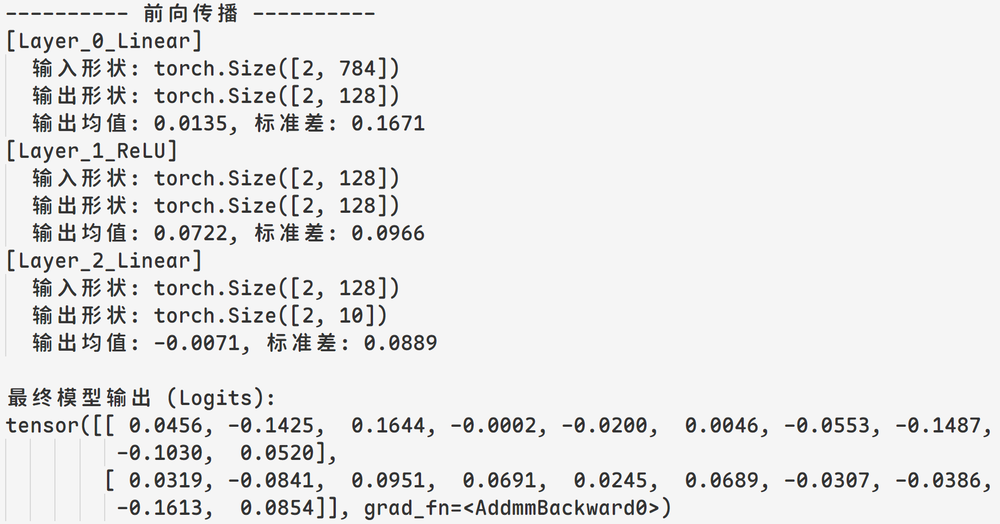 ---------- 前向传播 ----------
[Layer_0_Linear]
  输入形状: torch.Size([2, 784])
  输出形状: torch.Size([2, 128])
  输出均值: 0.0135, 标准差: 0.1671
[Layer_1_ReLU]
  输入形状: torch.Size([2, 128])
  输出形状: torch.Size([2, 128])
  输出均值: 0.0722, 标准差: 0.0966
[Layer_2_Linear]
  输入形状: torch.Size([2, 128])
  输出形状: torch.Size([2, 10])
  输出均值: -0.0071, 标准差: 0.0889

最终模型输出 (Logits):
tensor([[ 0.0456, -0.1425,  0.1644, -0.0002, -0.0200,  0.0046, -0.0553, -0.1487,
         -0.1030,  0.0520],
        [ 0.0319, -0.0841,  0.0951,  0.0691,  0.0245,  0.0689, -0.0307, -0.0386,
         -0.1613,  0.0854]], grad_fn=<AddmmBackward0>)